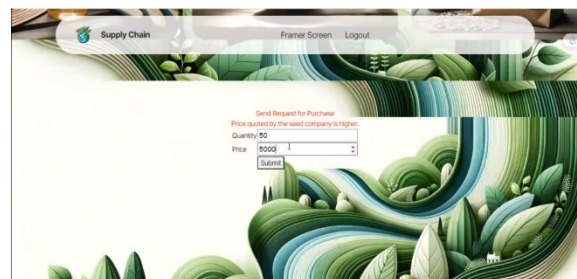 Supply Chain Framer Screen Logout
Send Request for Purchase
Price quoted by the seed company is higher.
Quantity 50
Price 5000
Submit